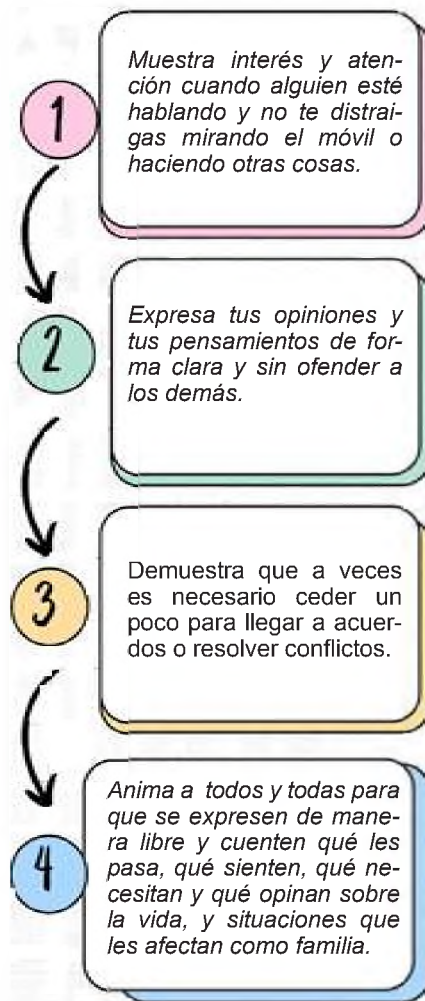 1
Muestra interés y aten-
ción cuando alguien esté
hablando y no te distrai-
gas mirando el móvil o
haciendo otras cosas.
2
Expresa tus opiniones y
tus pensamientos de for-
ma clara y sin ofender a
los demás.
3
Demuestra que a veces
es necesario ceder un
poco para llegar a acuer-
dos o resolver conflictos.
4
Anima a todos y todas para
que se expresen de mane-
ra libre y cuenten qué les
pasa, qué sienten, qué ne-
cesitan y qué opinan sobre
la vida, y situaciones que
les afectan como familia.